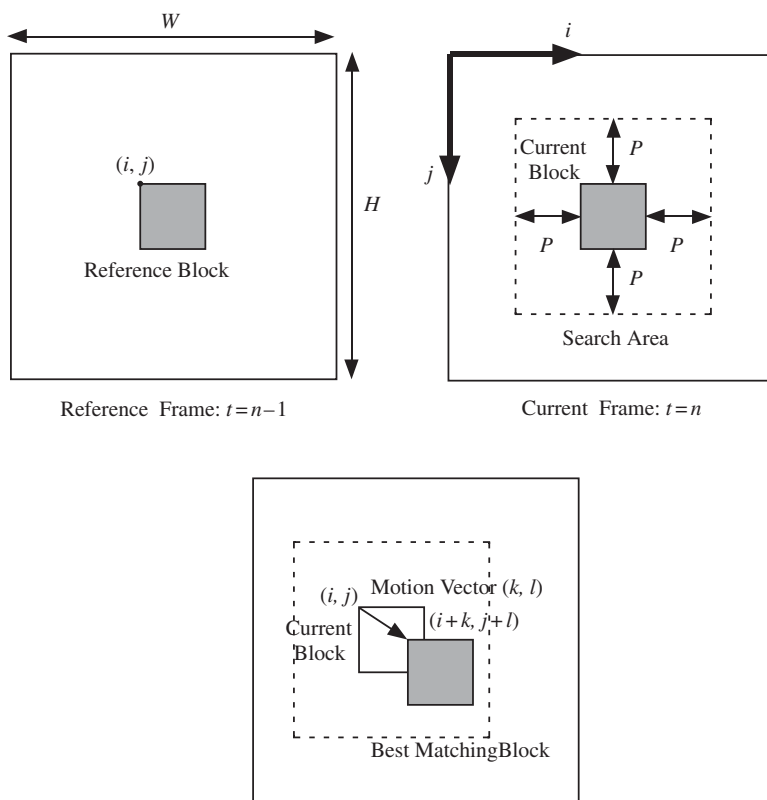 W
(i, j)
Reference Block
H
Reference Frame: t=n–1
i
j
Current
Block
P
P
P
P
Search Area
Current Frame: t=n
Motion Vector (k, l)
(i, j)
(i+k, j+l)
Current
Block
Best MatchingBlock